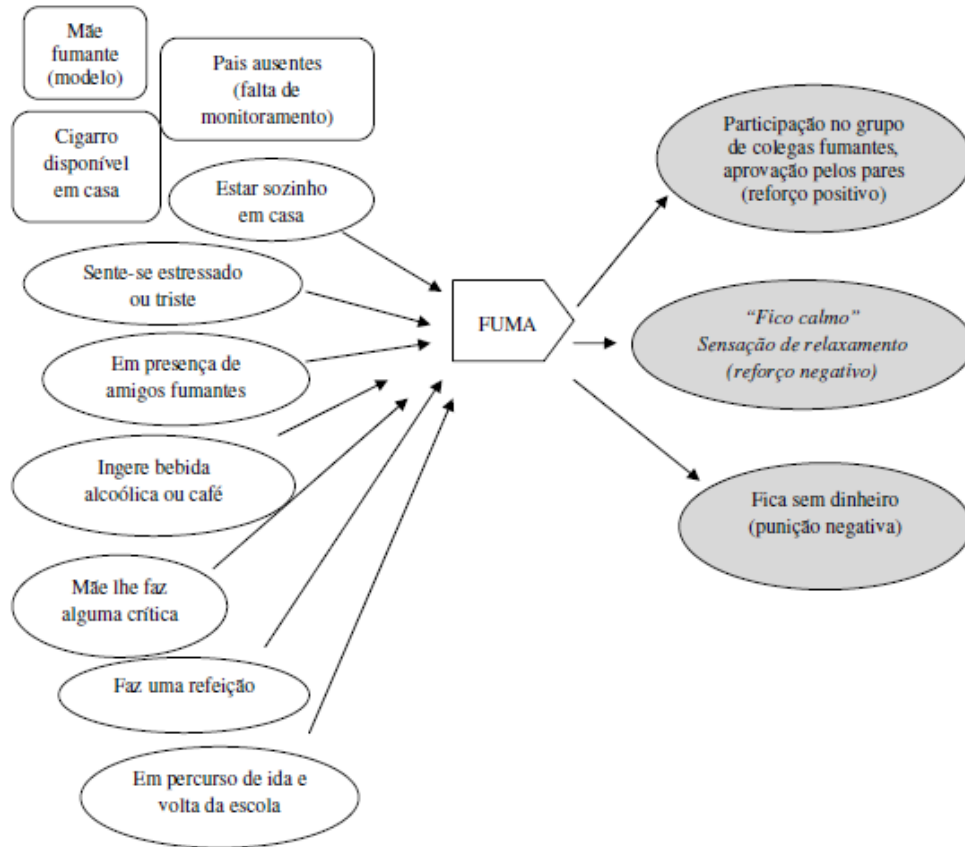 Mãe
fumante
(modelo)
Pais ausentes
(falta de
monitoramento)
Cigarro
disponível
em casa
Estar sozinho
em casa
Sente-se estressado
ou triste
Em presença de
amigos fumantes
Ingere bebida
alcoólica ou café
Mãe lhe faz
alguma crítica
Faz uma refeição
Em percurso de ida e
volta da escola
FUMA
Participação no grupo
de colegas fumantes,
aprovação pelos pares
(reforço positivo)
“Fico calmo”
Sensação de relaxamento
(reforço negativo)
Fica sem dinheiro
(punição negativa)